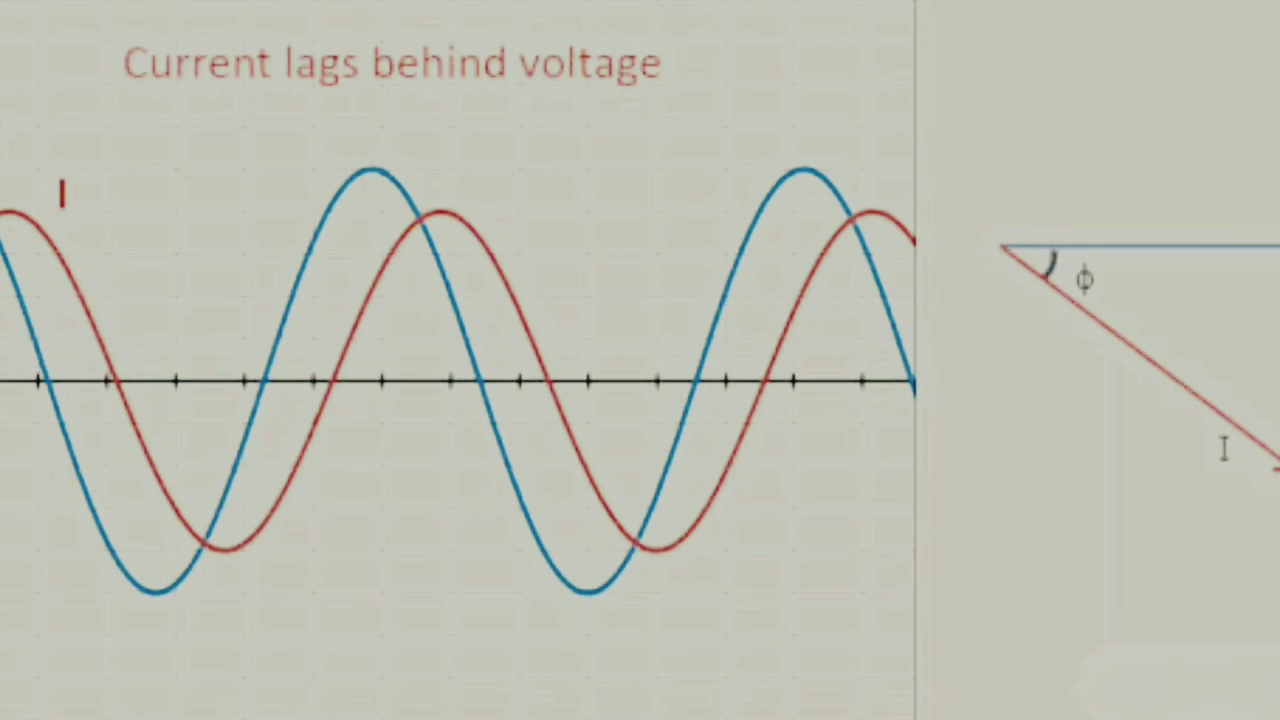 Current lags behind voltage
I
ϕ
I